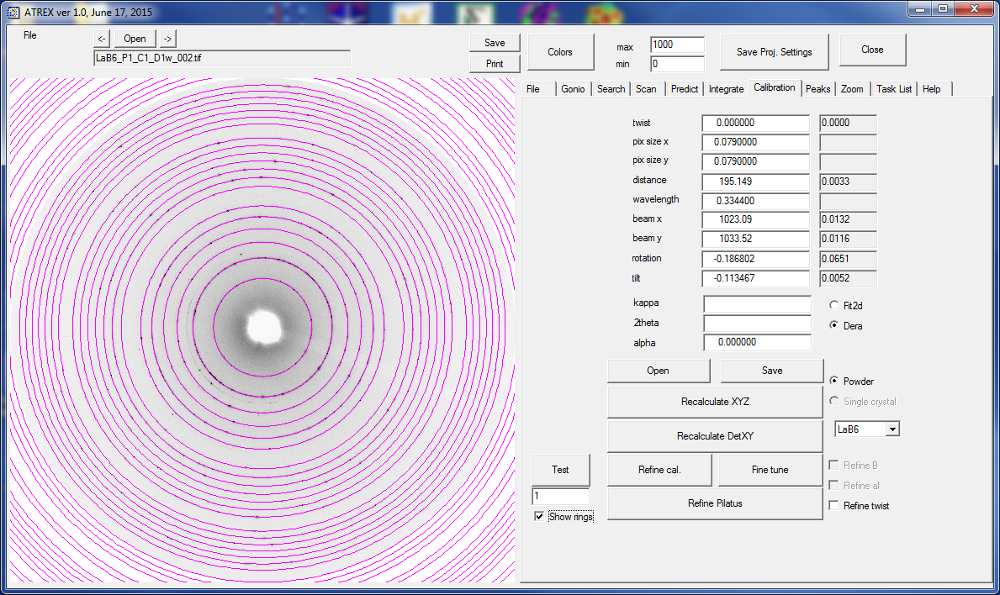 ATREX ver 1.0, June 17, 2015
File
<- Open ->
LaB6_P1_C1_D1w_002.tif
Save
Print
Colors
max 1000
min 0
Save Proj. Settings
Close
File Gonio Search Scan Predict Integrate Calibration Peaks Zoom Task List Help
twist 0.000000 0.0000
pix size x 0.0790000
pix size y 0.0790000
distance 195.149 0.0033
wavelength 0.334400
beam x 1023.09 0.0132
beam y 1033.52 0.0116
rotation -0.186802 0.0651
tilt -0.113467 0.0052
kappa
2theta
alpha 0.000000
Fit2d
Dera
Open Save
Powder
Single crystal
Recalculate XYZ
LaB6
Recalculate DetXY
Test Refine cal. Fine tune
1
Show rings
Refine Pilatus
Refine B
Refine al
Refine twist